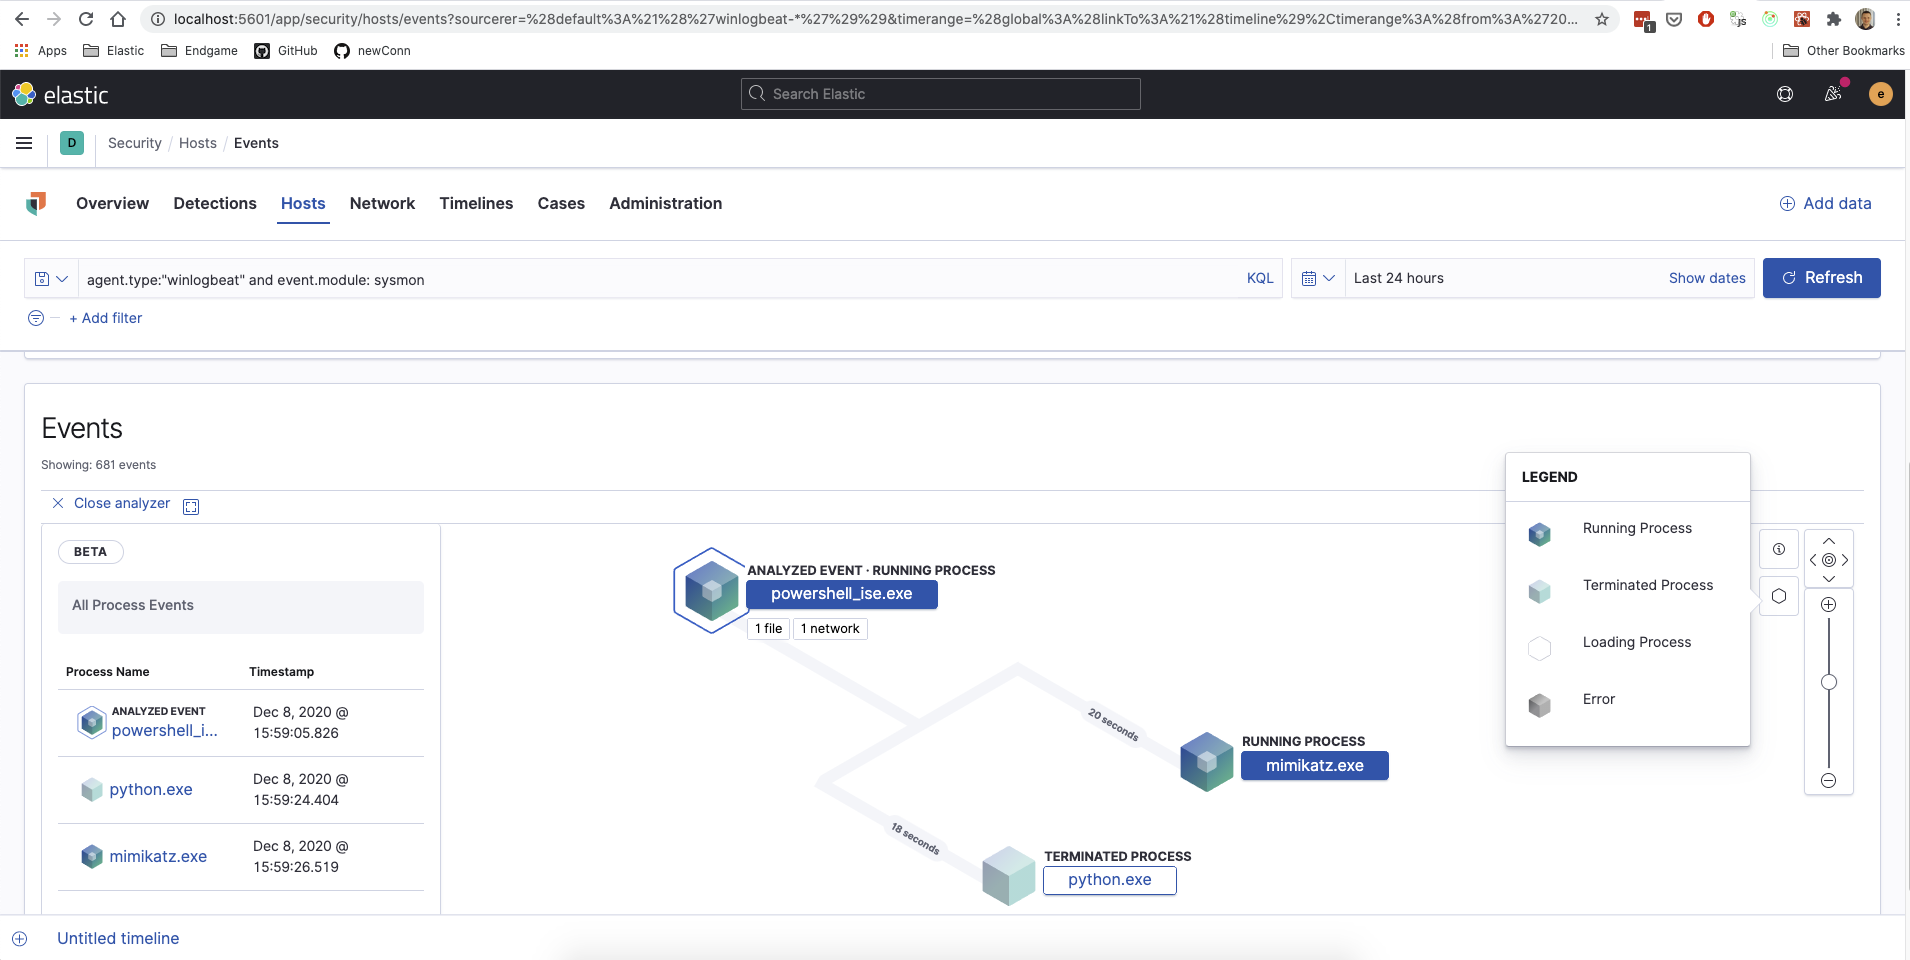 localhost:5601/app/security/hosts/events?sourcerer=%28default%3A%21%28%27winlogbeat-*%27%29%29&timerange=%28global%3A%28linkTo%3A%21%28timeline%29%2Ctimerange%3A%28from%3A%2720...
1
JS
Apps
Elastic
Endgame
GitHub
newConn
Other Bookmarks
elastic
Search Elastic
e
D
Security / Hosts / Events
Overview
Detections
Hosts
Network
Timelines
Cases
Administration
Add data
agent.type:"winlogbeat" and event.module: sysmon
KQL
Last 24 hours
Show dates
Refresh
+ Add filter
Events
Showing: 681 events
Close analyzer
BETA
All Process Events
Process Name
Timestamp
ANALYZED EVENT
powershell_i...
Dec 8, 2020 @
15:59:05.826
python.exe
Dec 8, 2020 @
15:59:24.404
mimikatz.exe
Dec 8, 2020 @
15:59:26.519
ANALYZED EVENT · RUNNING PROCESS
powershell_ise.exe
1 file
1 network
20 seconds
RUNNING PROCESS
mimikatz.exe
18 seconds
TERMINATED PROCESS
python.exe
LEGEND
Running Process
Terminated Process
Loading Process
Error
Untitled timeline